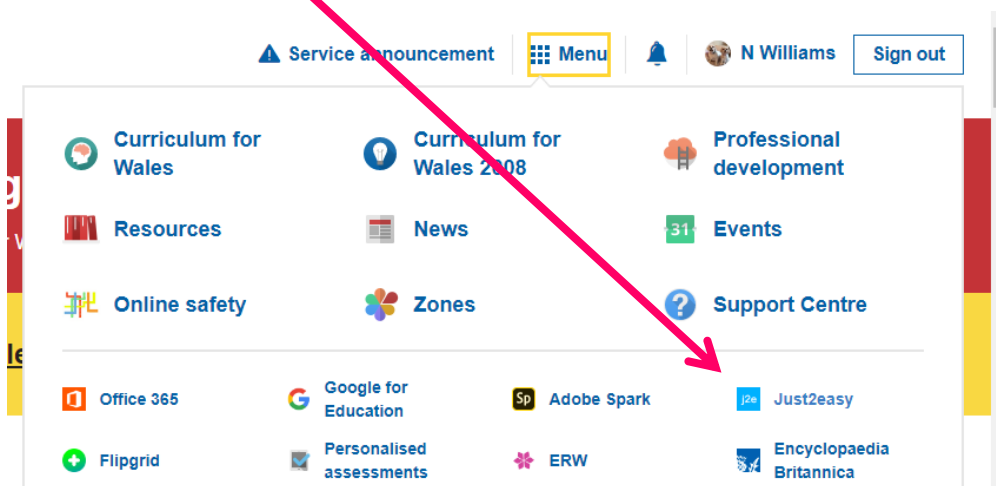 Service announcement Menu N Williams Sign out
Curriculum for Wales
Curriculum for Wales 2008
Professional development
Resources
News
31
Events
Online safety
Zones
Support Centre
Office 365
Google for Education
Sp
Adobe Spark
j2e
Just2easy
Flipgrid
Personalised assessments
ERW
Encyclopaedia Britannica